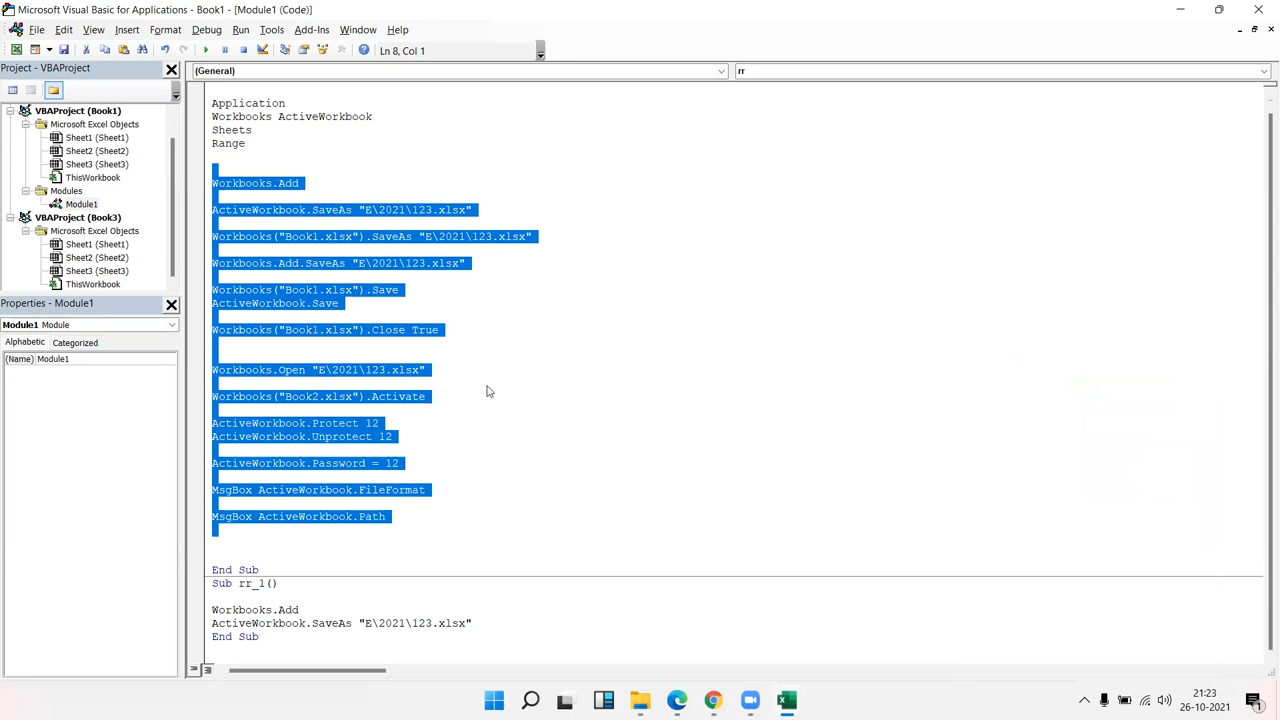 Microsoft Visual Basic for Applications - Book1 - [Module1 (Code)]
File Edit View Insert Format Debug Run Tools Add-Ins Window Help
Ln 8, Col 1
Project - VBAProject
(General)
rr
VBAProject (Book1)
Microsoft Excel Objects
Sheet1 (Sheet1)
Sheet2 (Sheet2)
Sheet3 (Sheet3)
ThisWorkbook
Modules
Module1
VBAProject (Book3)
Microsoft Excel Objects
Sheet1 (Sheet1)
Sheet2 (Sheet2)
Sheet3 (Sheet3)
ThisWorkbook
Properties - Module1
Module1 Module
Alphabetic Categorized
(Name) Module1
Application
Workbooks ActiveWorkbook
Sheets
Range
Workbooks.Add
ActiveWorkbook.SaveAs "E\2021\123.xlsx"
Workbooks("Book1.xlsx").SaveAs "E\2021\123.xlsx"
Workbooks.Add.SaveAs "E\2021\123.xlsx"
Workbooks("Book1.xlsx").Save
ActiveWorkbook.Save
Workbooks("Book1.xlsx").Close True
Workbooks.Open "E\2021\123.xlsx"
Workbooks("Book2.xlsx").Activate
ActiveWorkbook.Protect 12
ActiveWorkbook.Unprotect 12
ActiveWorkbook.Password = 12
MsgBox ActiveWorkbook.FileFormat
MsgBox ActiveWorkbook.Path
End Sub
Sub rr_1()
Workbooks.Add
ActiveWorkbook.SaveAs "E\2021\123.xlsx"
End Sub
21:23
26-10-2021
1